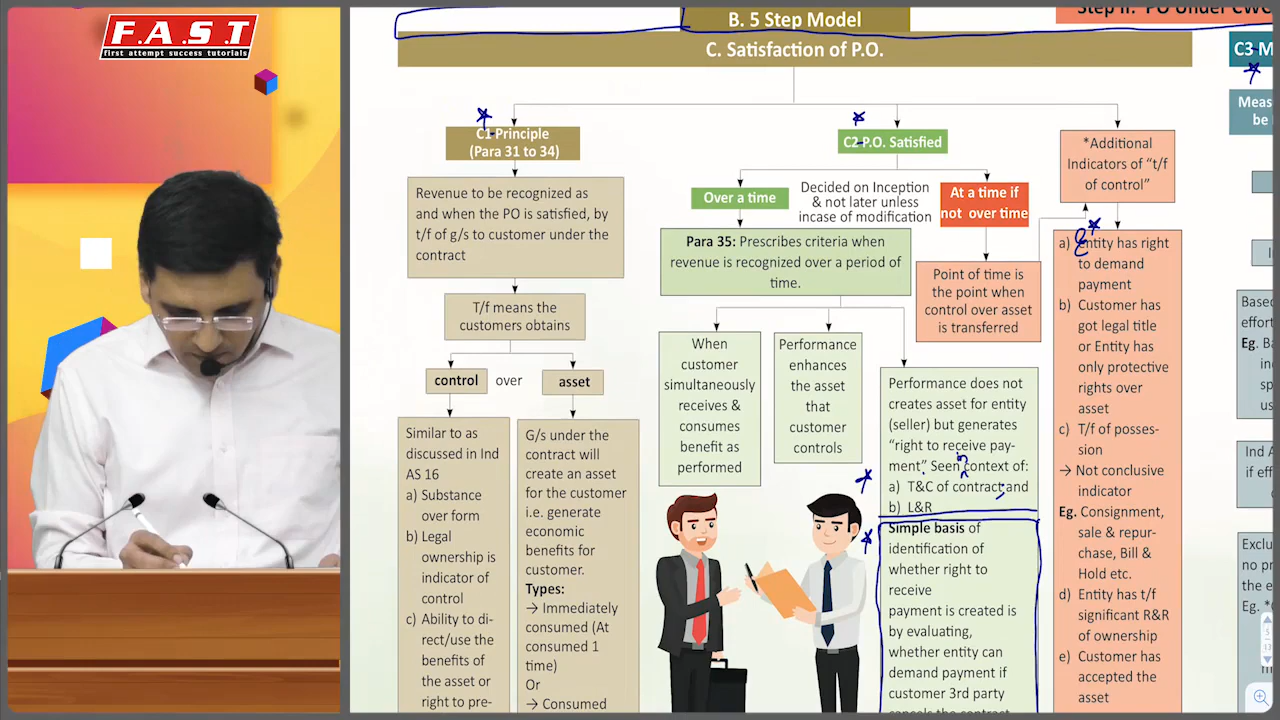 F.A.S.T
first attempt success tutorials
B. 5 Step Model
C. Satisfaction of P.O.
C1 Principle
(Para 31 to 34)
Revenue to be recognized as
and when the PO is satisfied, by
t/f of g/s to customer under the
contract
T/f means the
customers obtains
control over asset
Similar to as
discussed in Ind
AS 16
a) Substance
over form
b) Legal
ownership is
indicator of
control
c) Ability to di-
rect/use the
benefits of
the asset or
right to pre-
G/s under the
contract will
create an asset
for the customer
i.e. generate
economic
benefits for
customer.
Types:
→ Immediately
consumed (At
consumed 1
time)
Or
→ Consumed
C2 P.O. Satisfied
Over a time
Decided on Inception
& not later unless
incase of modification
At a time if
not over time
Para 35: Prescribes criteria when
revenue is recognized over a period of
time.
Point of time is
the point when
control over asset
is transferred
When
customer
simultaneously
receives &
consumes
benefit as
performed
Performance
enhances
the asset
that
customer
controls
Performance does not
creates asset for entity
(seller) but generates
“right to receive pay-
ment”. Seen context of:
a) T&C of contract; and
b) L&R
Simple basis of
identification of
whether right to
receive
payment is created is
by evaluating,
whether entity can
demand payment if
customer 3rd party
cancels the contract
*Additional
Indicators of “t/f
of control”
a) Entity has right
to demand
payment
b) Customer has
got legal title
or Entity has
only protective
rights over
asset
c) T/f of posses-
sion
→ Not conclusive
indicator
Eg. Consignment,
sale & repur-
chase, Bill &
Hold etc.
d) Entity has t/f
significant R&R
of ownership
e) Customer has
accepted the
asset
Step II: PO Under
C3 M
Meas
be
Based
effor
Eg. Ba
in
sp
us
Ind A
if eff
Exclu
no pr
the e
Eg. *